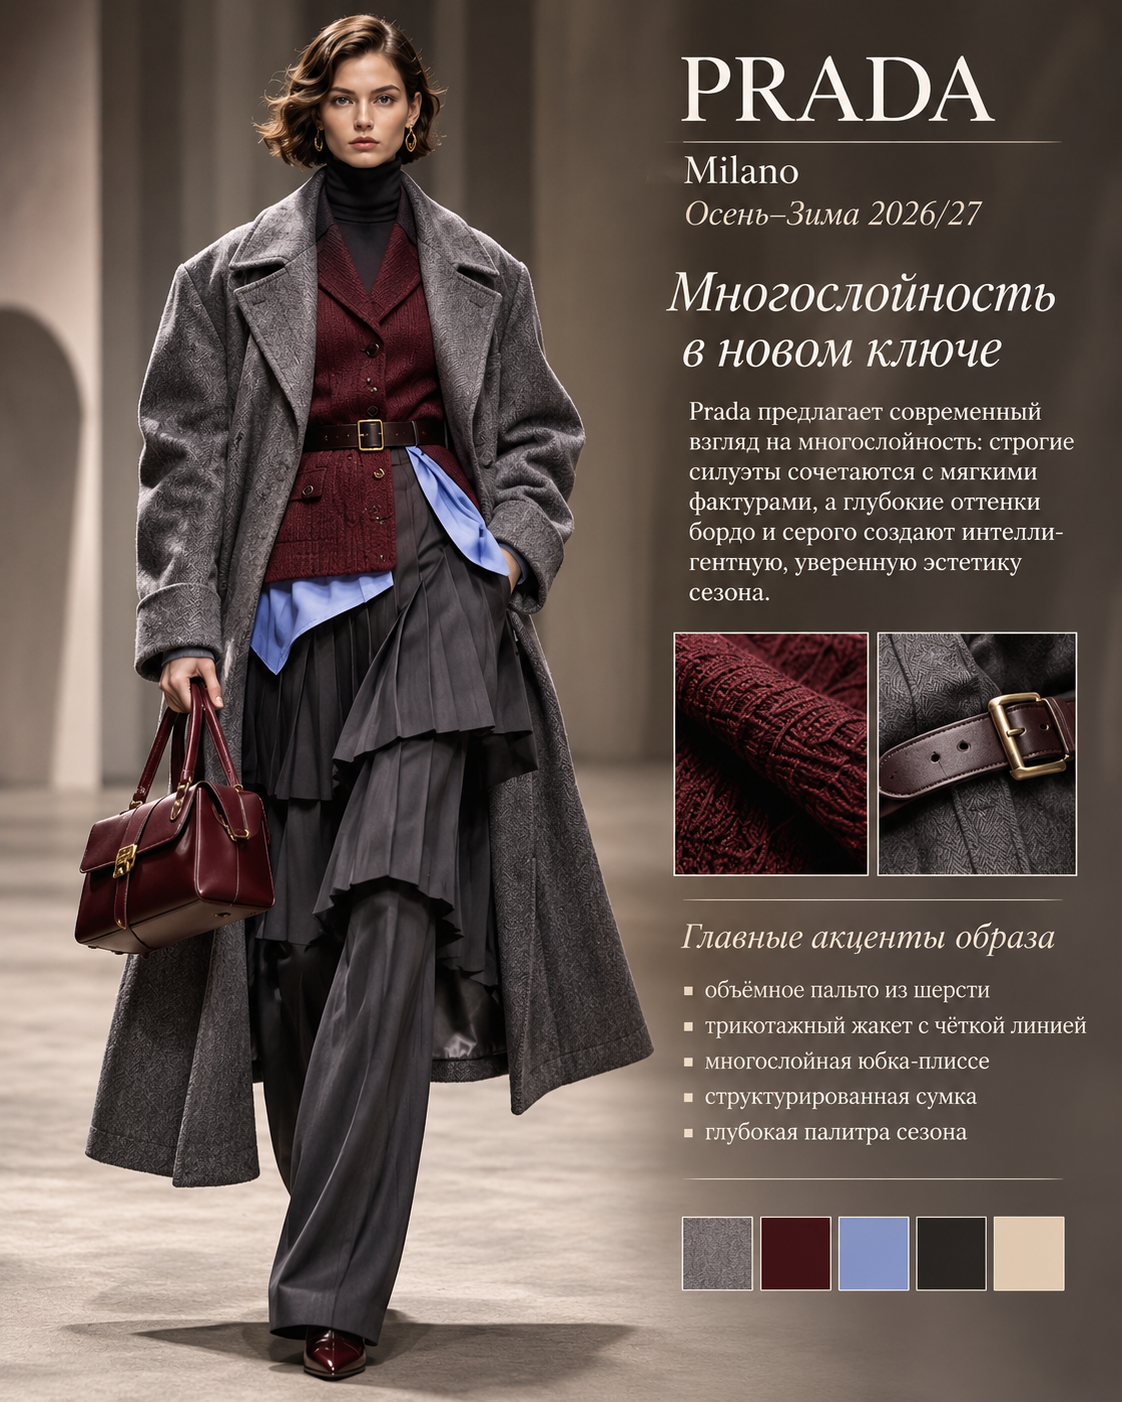 PRADA
Milano
Осень–Зима 2026/27
Многослойность
в новом ключе
Prada предлагает современный
взгляд на многослойность: строгие
силуэты сочетаются с мягкими
фактурами, а глубокие оттенки
бордо и серого создают интелли-
гентную, уверенную эстетику
сезона.
Главные акценты образа
▪ объёмное пальто из шерсти
▪ трикотажный жакет с чёткой линией
▪ многослойная юбка-плиссе
▪ структурированная сумка
▪ глубокая палитра сезона